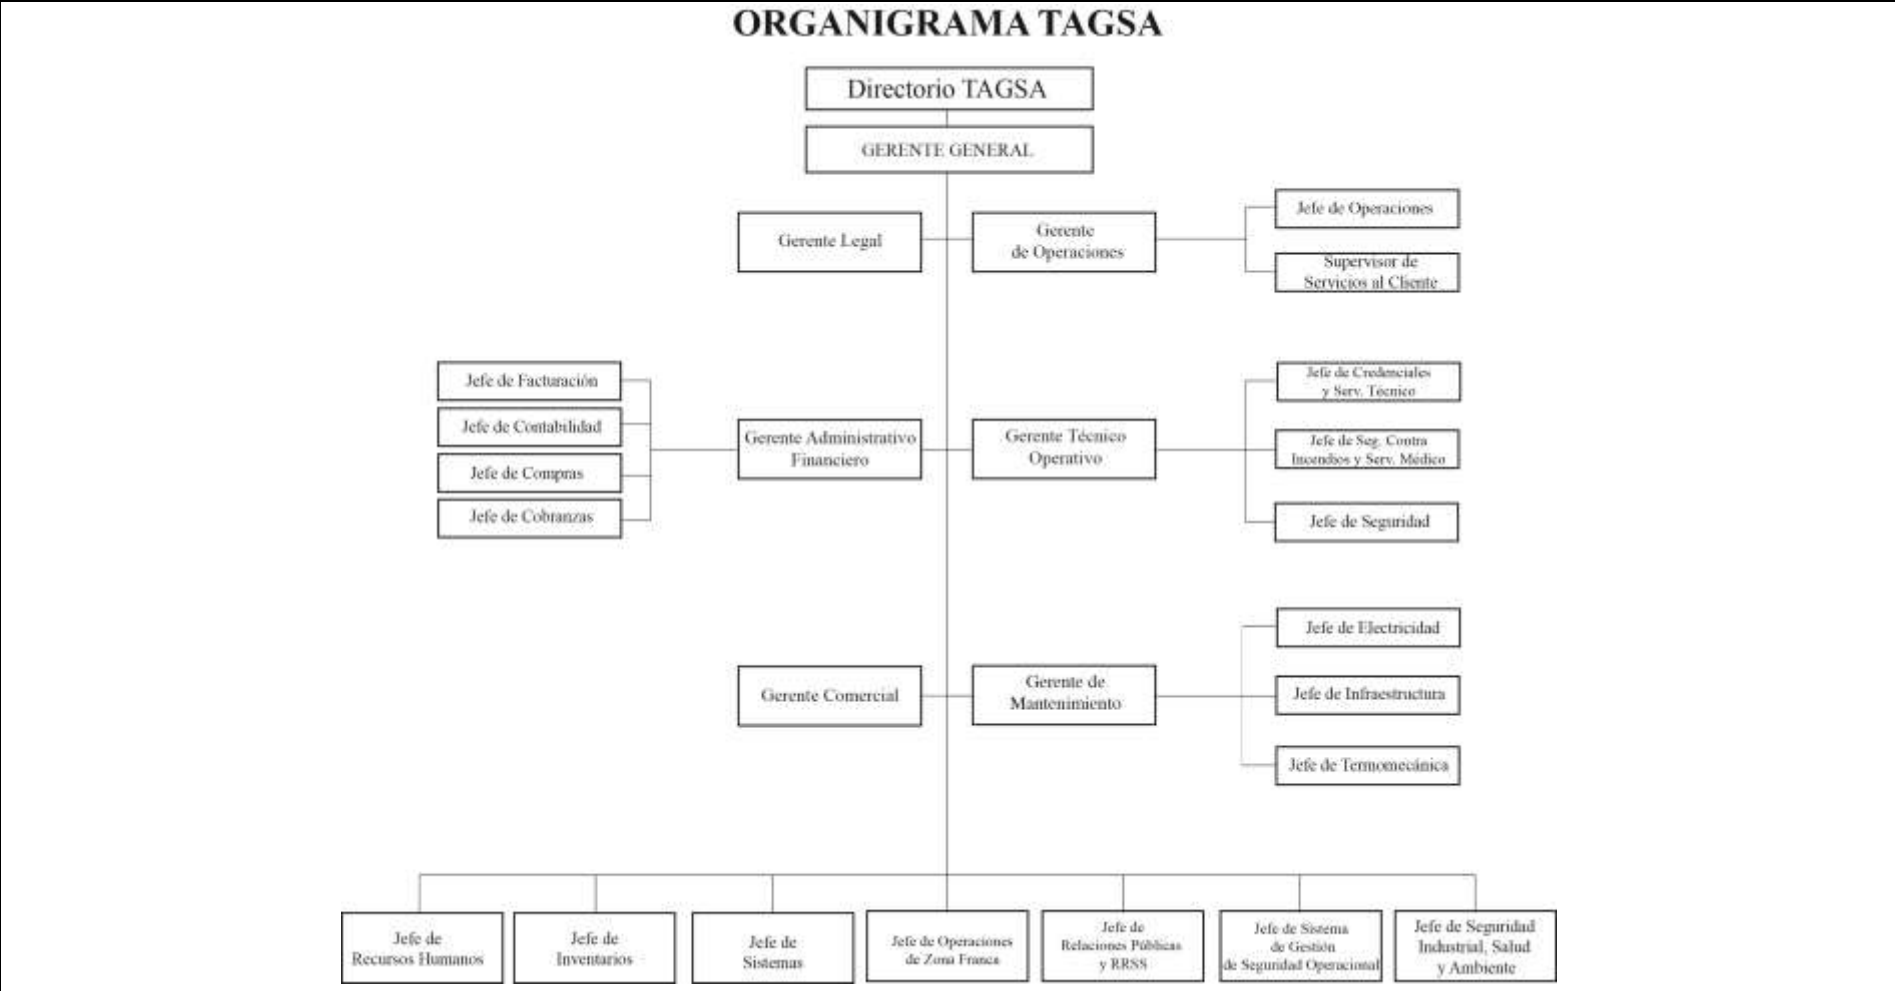 ORGANIGRAMA TAGSA
Directorio TAGSA
GERENTE GENERAL
Gerente Legal
Gerente
de Operaciones
Jefe de Operaciones
Supervisor de
Servicios al Cliente
Jefe de Facturación
Jefe de Contabilidad
Jefe de Compras
Jefe de Cobranzas
Gerente Administrativo
Financiero
Gerente Técnico
Operativo
Jefe de Credenciales
y Serv. Técnico
Jefe de Seg. Contra
Incendios y Serv. Médico
Jefe de Seguridad
Gerente Comercial
Gerente de
Mantenimiento
Jefe de Electricidad
Jefe de Infraestructura
Jefe de Termomecánica
Jefe de
Recursos Humanos
Jefe de
Inventarios
Jefe de
Sistemas
Jefe de Operaciones
de Zona Franca
Jefe de
Relaciones Públicas
y RRSS
Jefe de Sistema
de Gestión
de Seguridad Operacional
Jefe de Seguridad
Industrial, Salud
y Ambiente